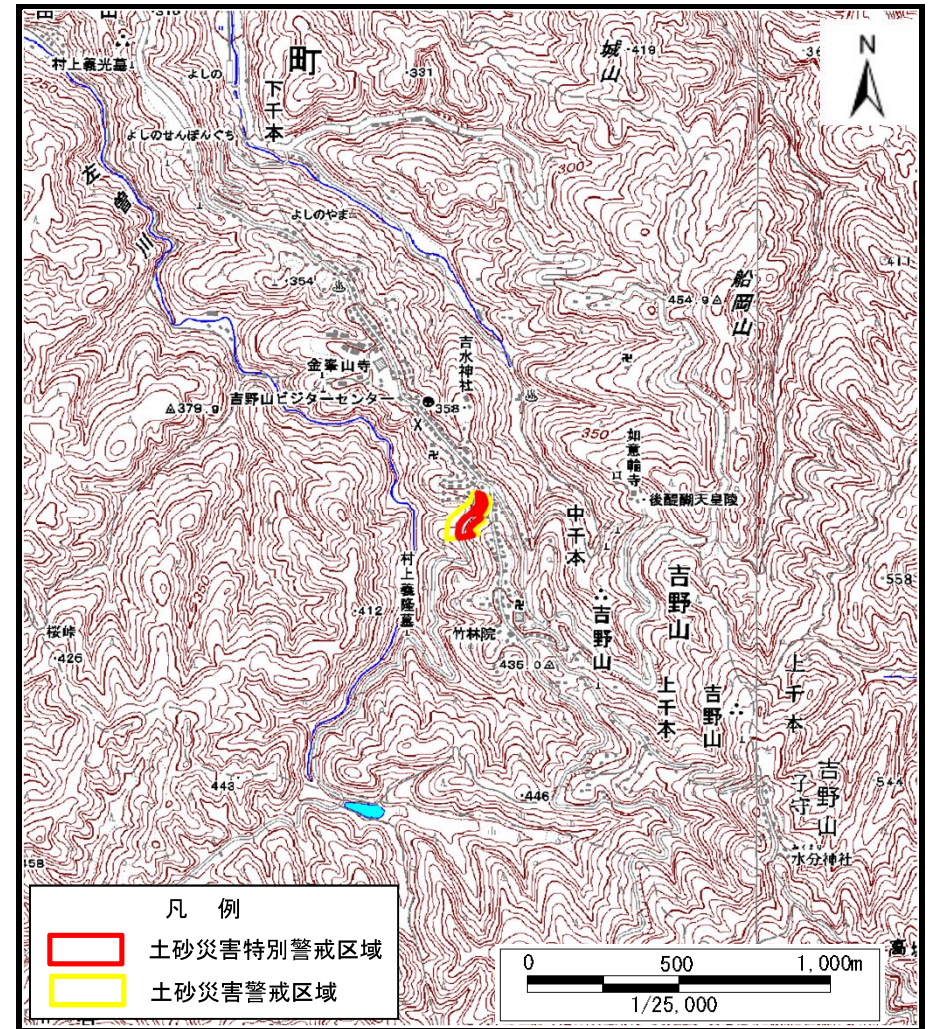 町
城山
・419
N
村上義光墓
よしの
・331
下千本
よしのせんぼんぐち
300
左曽川
よしのやま
・354
船岡山
454.9
吉水神社
金峯山寺
吉野山ビジターセンター
379.9
358
350
如意輪寺
後醍醐天皇陵
中千本
村上義隆墓
・558
吉野山
・412
吉野山
桜峠
・426
竹林院
435.0
上千本
上千本
吉野山
443
・446
544
吉野山
子守
水分神社
みくまり
凡 例
土砂災害特別警戒区域
土砂災害警戒区域
0 500 1,000m
1/25,000